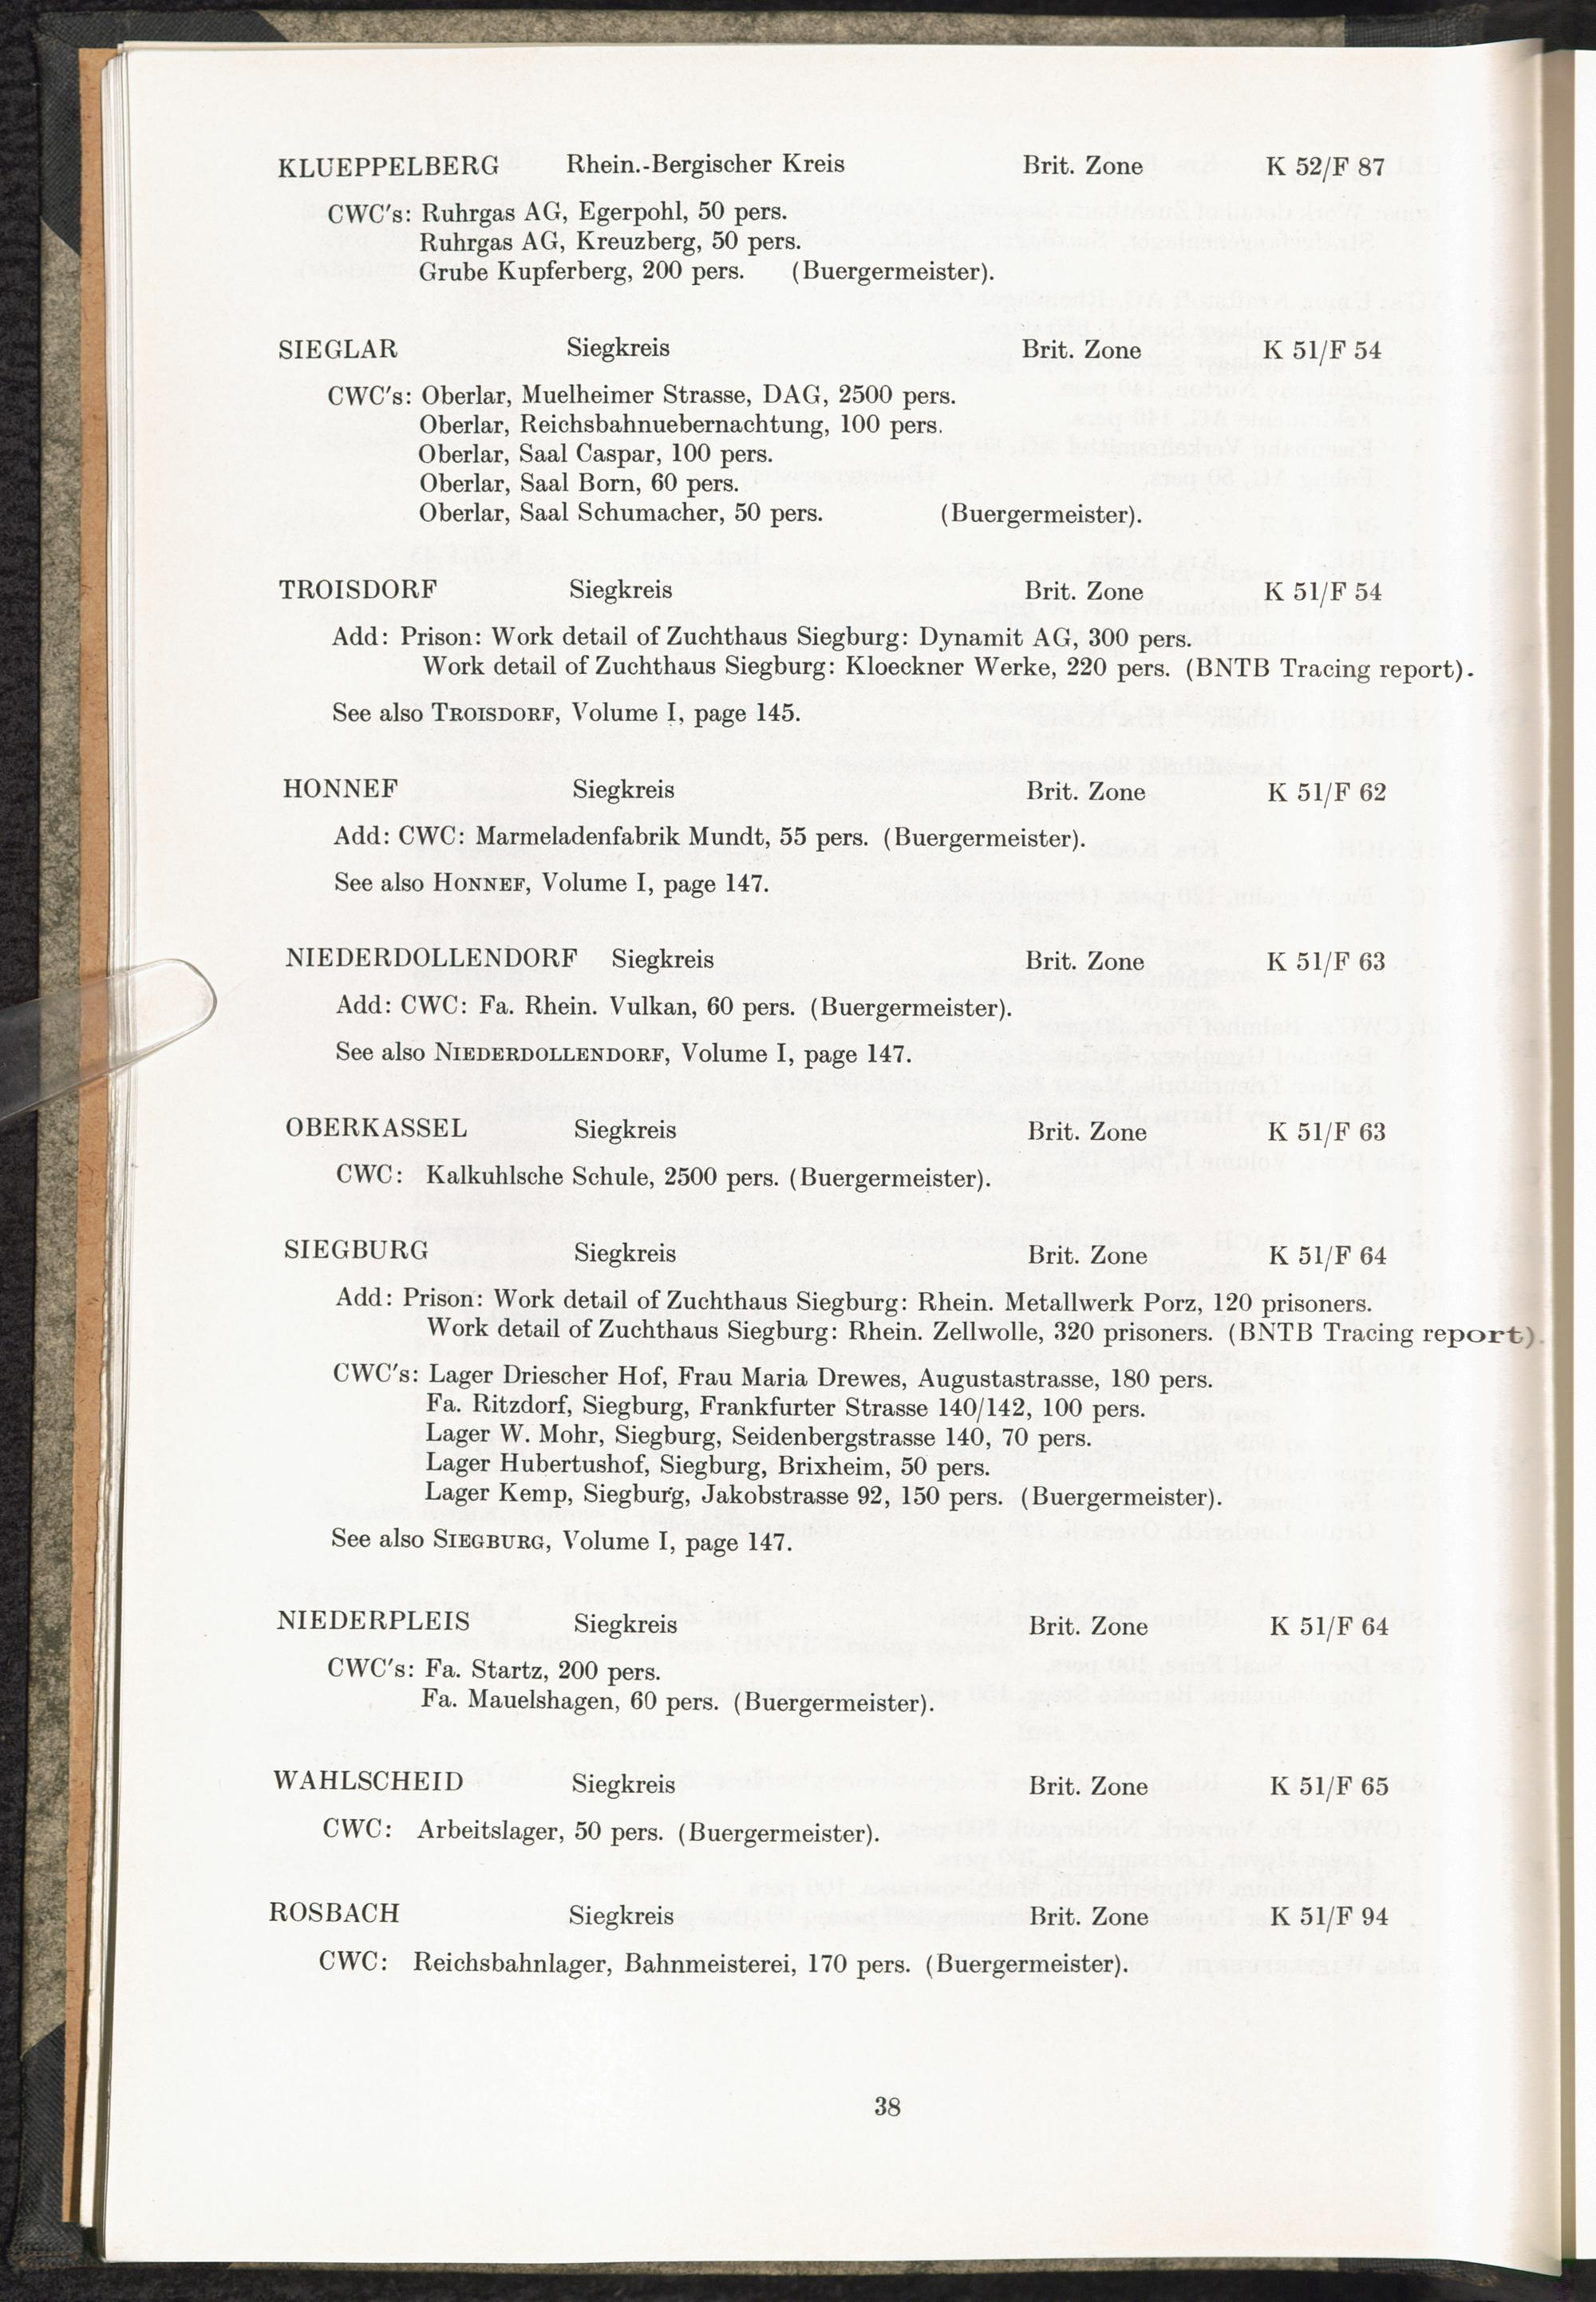 KLUEPPELBERG Rhein.-Bergischer Kreis Brit. Zone K 52/F 87
CWC's: Ruhrgas AG, Egerpohl, 50 pers.
Ruhrgas AG, Kreuzberg, 50 pers.
Grube Kupferberg, 200 pers. (Buergermeister).
SIEGLAR Siegkreis Brit. Zone K 51/F 54
CWC's: Oberlar, Muelheimer Strasse, DAG, 2500 pers.
Oberlar, Reichsbahnuebernachtung, 100 pers.
Oberlar, Saal Caspar, 100 pers.
Oberlar, Saal Born, 60 pers.
Oberlar, Saal Schumacher, 50 pers. (Buergermeister).
TROISDORF Siegkreis Brit. Zone K 51/F 54
Add: Prison: Work detail of Zuchthaus Siegburg: Dynamit AG, 300 pers.
Work detail of Zuchthaus Siegburg: Kloeckner Werke, 220 pers. (BNTB Tracing report).
See also TROISDORF, Volume I, page 145.
HONNEF Siegkreis Brit. Zone K 51/F 62
Add: CWC: Marmeladenfabrik Mundt, 55 pers. (Buergermeister).
See also HONNEF, Volume I, page 147.
NIEDERDOLLENDORF Siegkreis Brit. Zone K 51/F 63
Add: CWC: Fa. Rhein. Vulkan, 60 pers. (Buergermeister).
See also NIEDERDOLLENDORF, Volume I, page 147.
OBERKASSEL Siegkreis Brit. Zone K 51/F 63
CWC: Kalkuhlsche Schule, 2500 pers. (Buergermeister).
SIEGBURG Siegkreis Brit. Zone K 51/F 64
Add: Prison: Work detail of Zuchthaus Siegburg: Rhein. Metallwerk Porz, 120 prisoners.
Work detail of Zuchthaus Siegburg: Rhein. Zellwolle, 320 prisoners. (BNTB Tracing report).
CWC's: Lager Driescher Hof, Frau Maria Drewes, Augustastrasse, 180 pers.
Fa. Ritzdorf, Siegburg, Frankfurter Strasse 140/142, 100 pers.
Lager W. Mohr, Siegburg, Seidenbergstrasse 140, 70 pers.
Lager Hubertushof, Siegburg, Brixheim, 50 pers.
Lager Kemp, Siegburg, Jakobstrasse 92, 150 pers. (Buergermeister).
See also SIEGBURG, Volume I, page 147.
NIEDERPLEIS Siegkreis Brit. Zone K 51/F 64
CWC's: Fa. Startz, 200 pers.
Fa. Mauelshagen, 60 pers. (Buergermeister).
WAHLSCHEID Siegkreis Brit. Zone K 51/F 65
CWC: Arbeitslager, 50 pers. (Buergermeister).
ROSBACH Siegkreis Brit. Zone K 51/F 94
CWC: Reichsbahnlager, Bahnmeisterei, 170 pers. (Buergermeister).
38